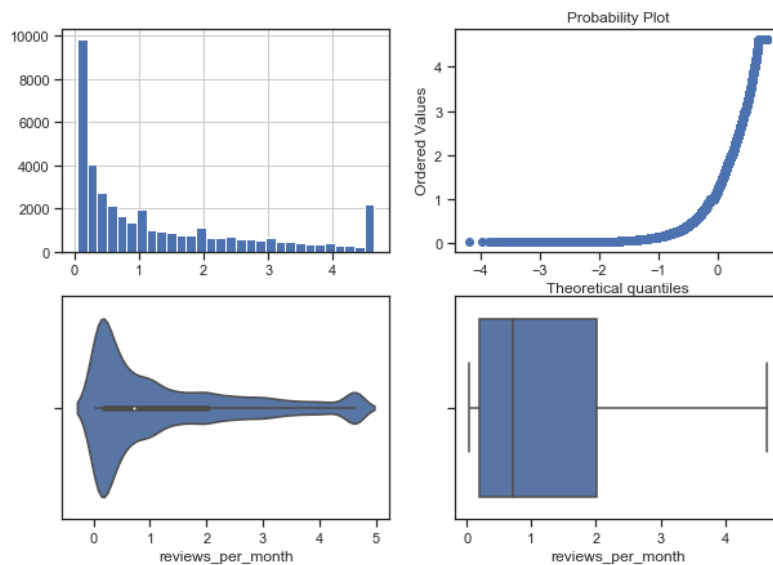 Probability Plot
10000
8000
6000
4000
2000
0
0 1 2 3 4
Ordered Values
4
3
2
1
0
−4 −3 −2 −1 0
Theoretical quantiles
0 1 2 3 4 5
reviews_per_month
0 1 2 3 4
reviews_per_month